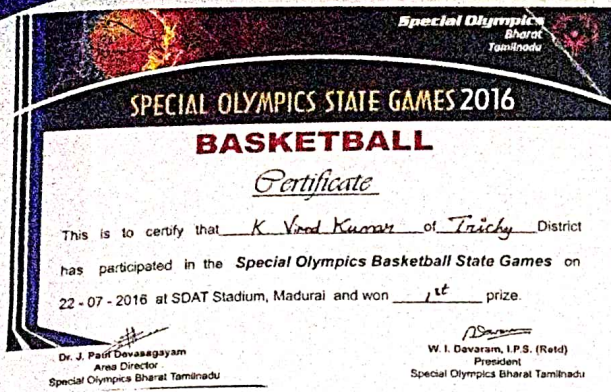 Special Olympics
Bharat
Tamilnadu
SPECIAL OLYMPICS STATE GAMES 2016
BASKETBALL
Certificate
This is to certify that K Vinod Kumar of Trichy District
has participated in the Special Olympics Basketball State Games on
22 - 07 - 2016 at SDAT Stadium, Madurai and won 1st prize.
Dr. J. Paul Devasagayam
Area Director
Special Olympics Bharat Tamilnadu
W. I. Davaram, I.P.S. (Retd)
President
Special Olympics Bharat Tamilnadu